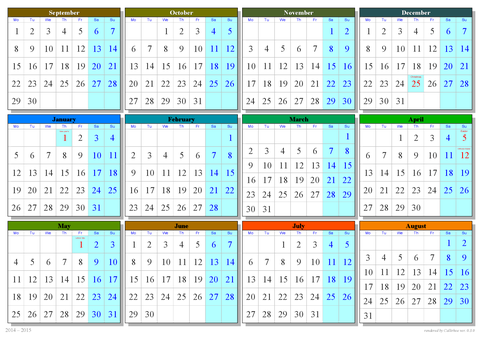 September
Mo Tu We Th Fr Sa Su
1 2 3 4 5 6 7
8 9 10 11 12 13 14
15 16 17 18 19 20 21
22 23 24 25 26 27 28
29 30
October
Mo Tu We Th Fr Sa Su
1 2 3 4 5
6 7 8 9 10 11 12
13 14 15 16 17 18 19
20 21 22 23 24 25 26
27 28 29 30 31
November
Mo Tu We Th Fr Sa Su
1 2
3 4 5 6 7 8 9
10 11 12 13 14 15 16
17 18 19 20 21 22 23
24 25 26 27 28 29 30
December
Mo Tu We Th Fr Sa Su
1 2 3 4 5 6 7
8 9 10 11 12 13 14
15 16 17 18 19 20 21
22 23 24 25 26 27 28
29 30 31
January
Mo Tu We Th Fr Sa Su
1 2 3 4
5 6 7 8 9 10 11
12 13 14 15 16 17 18
19 20 21 22 23 24 25
26 27 28 29 30 31
February
Mo Tu We Th Fr Sa Su
1
2 3 4 5 6 7 8
9 10 11 12 13 14 15
16 17 18 19 20 21 22
23 24 25 26 27 28
March
Mo Tu We Th Fr Sa Su
1
2 3 4 5 6 7 8
9 10 11 12 13 14 15
16 17 18 19 20 21 22
23 24 25 26 27 28 29
30 31
April
Mo Tu We Th Fr Sa Su
1 2 3 4 5
6 7 8 9 10 11 12
13 14 15 16 17 18 19
20 21 22 23 24 25 26
27 28 29 30
May
Mo Tu We Th Fr Sa Su
1 2 3
4 5 6 7 8 9 10
11 12 13 14 15 16 17
18 19 20 21 22 23 24
25 26 27 28 29 30 31
June
Mo Tu We Th Fr Sa Su
1 2 3 4 5 6 7
8 9 10 11 12 13 14
15 16 17 18 19 20 21
22 23 24 25 26 27 28
29 30
July
Mo Tu We Th Fr Sa Su
1 2 3 4 5
6 7 8 9 10 11 12
13 14 15 16 17 18 19
20 21 22 23 24 25 26
27 28 29 30 31
August
Mo Tu We Th Fr Sa Su
1 2
3 4 5 6 7 8 9
10 11 12 13 14 15 16
17 18 19 20 21 22 23
24 25 26 27 28 29 30
31
2014 - 2015